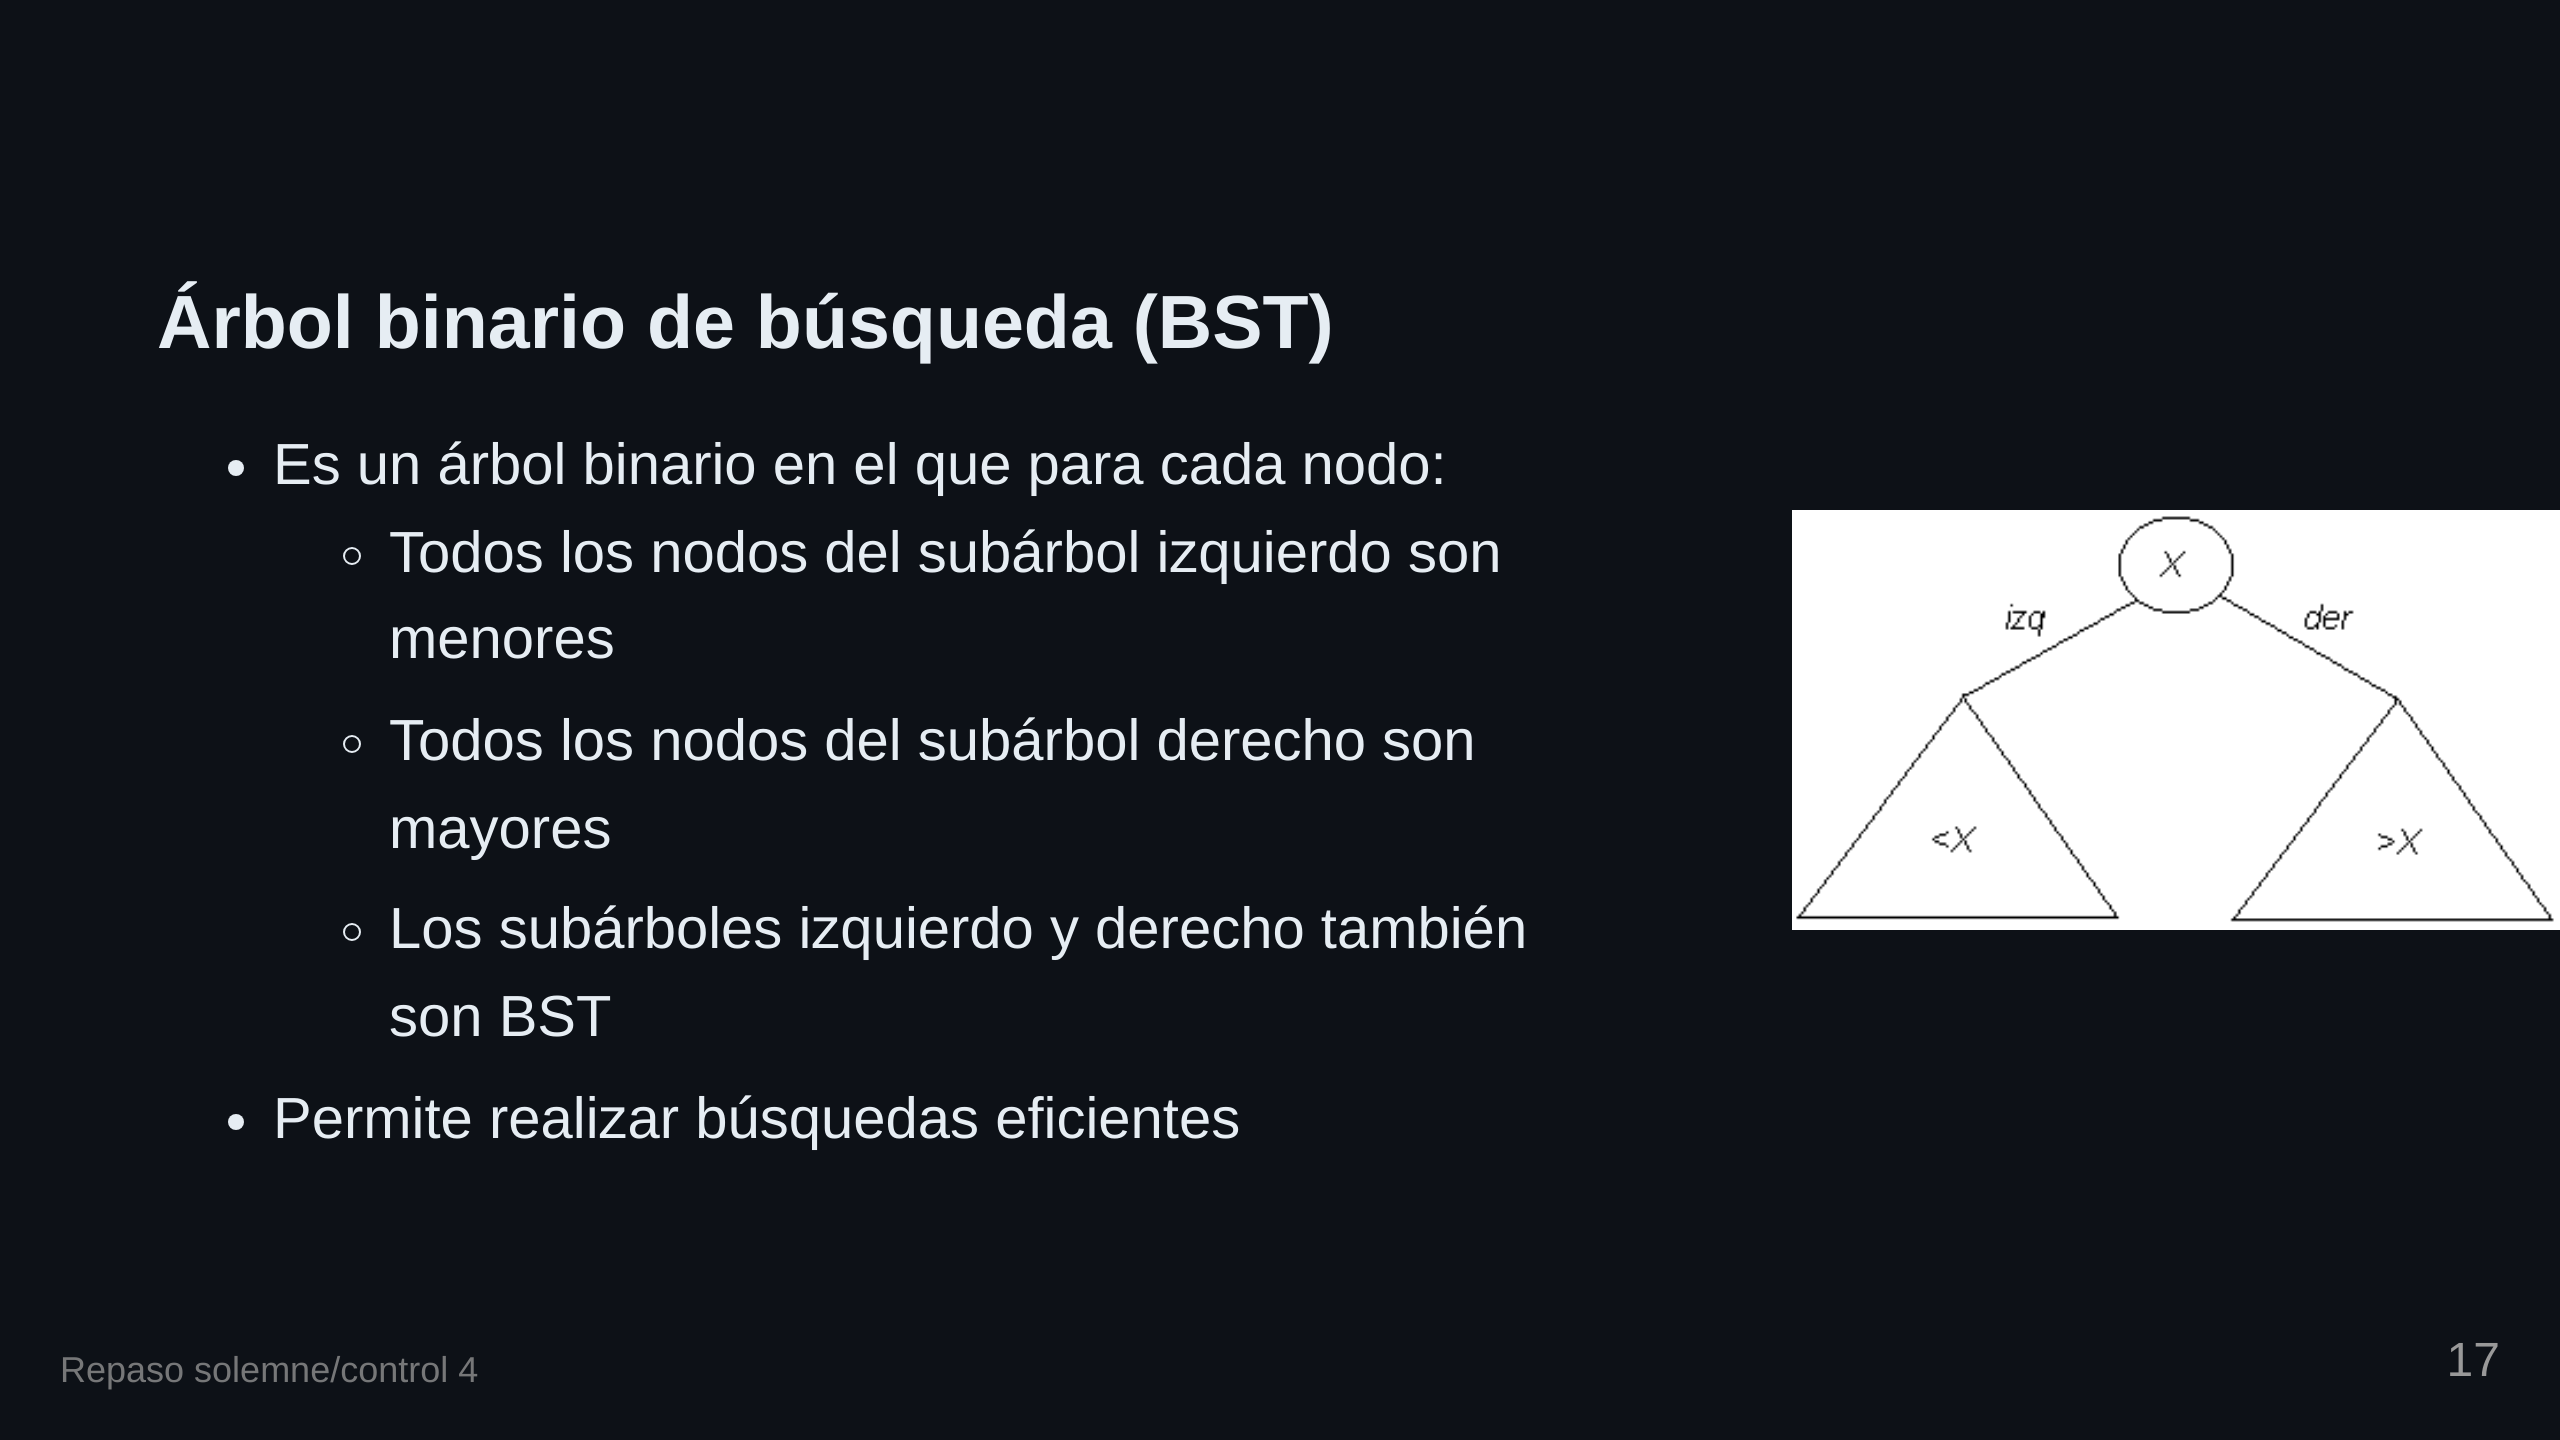 Árbol binario de búsqueda (BST)
Es un árbol binario en el que para cada nodo:
Todos los nodos del subárbol izquierdo son
menores
Todos los nodos del subárbol derecho son
mayores
Los subárboles izquierdo y derecho también
son BST
Permite realizar búsquedas eficientes
X
izq
der
<X
>X
Repaso solemne/control 4
17